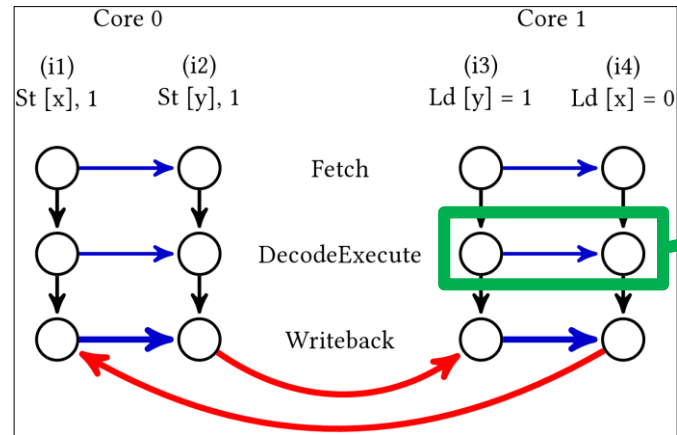 Core 0 Core 1
(i1) (i2) (i3) (i4)
St [x], 1 St [y], 1 Ld [y] = 1 Ld [x] = 0
Fetch
DecodeExecute
Writeback